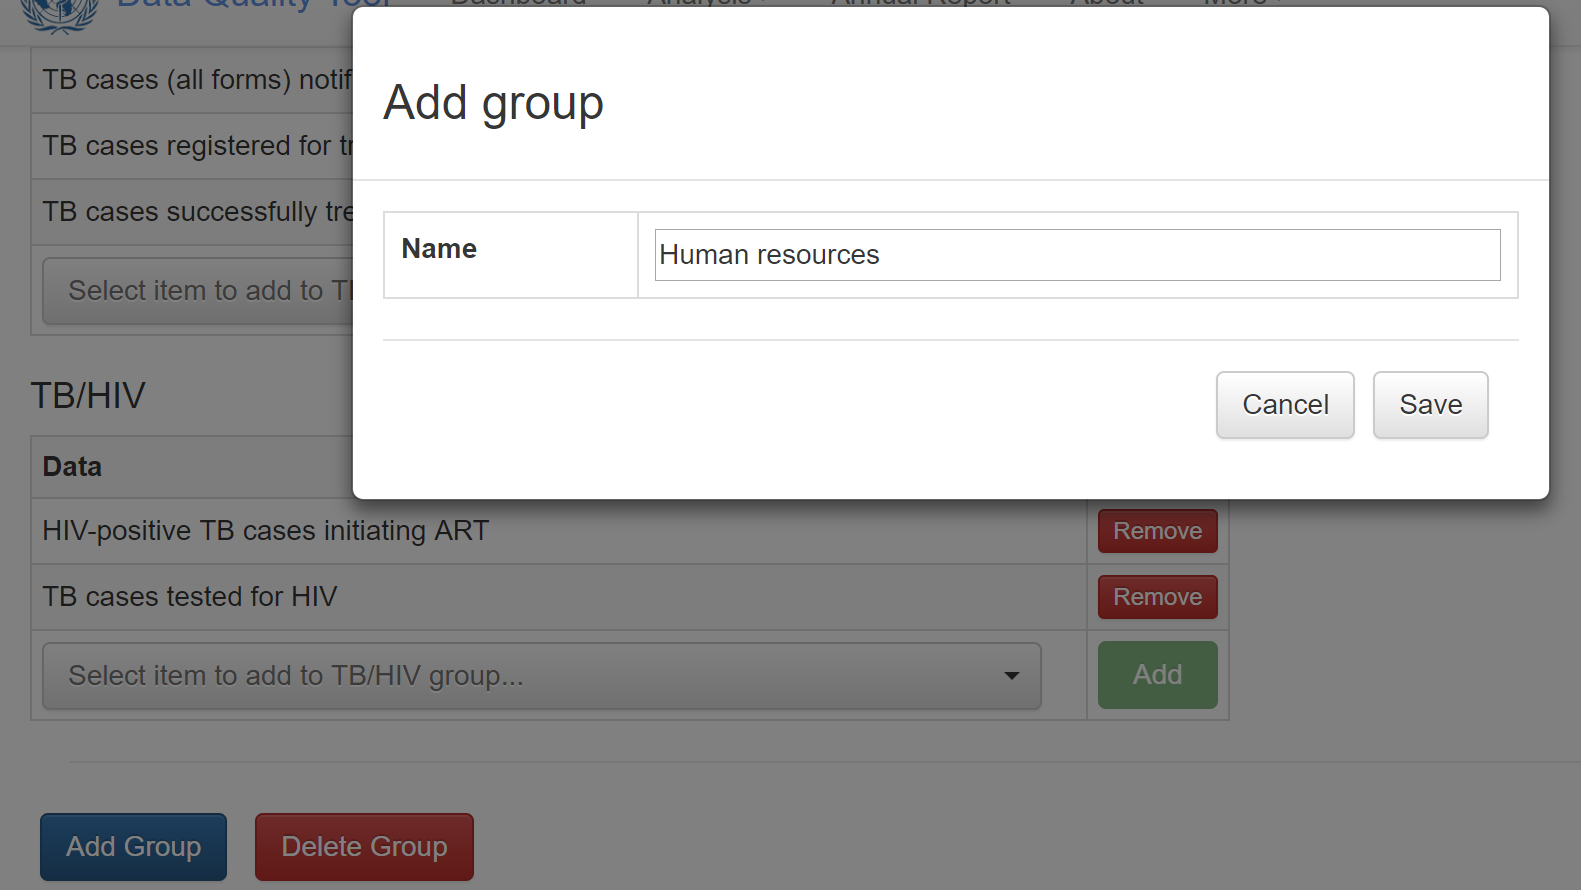 Data Quality Tool Dashboard Analysis Annual Report About More
TB cases (all forms) notif
TB cases registered for tr
TB cases successfully tre
Select item to add to T
Add group
Name Human resources
Cancel Save
TB/HIV
Data
HIV-positive TB cases initiating ART Remove
TB cases tested for HIV Remove
Select item to add to TB/HIV group... Add
Add Group Delete Group